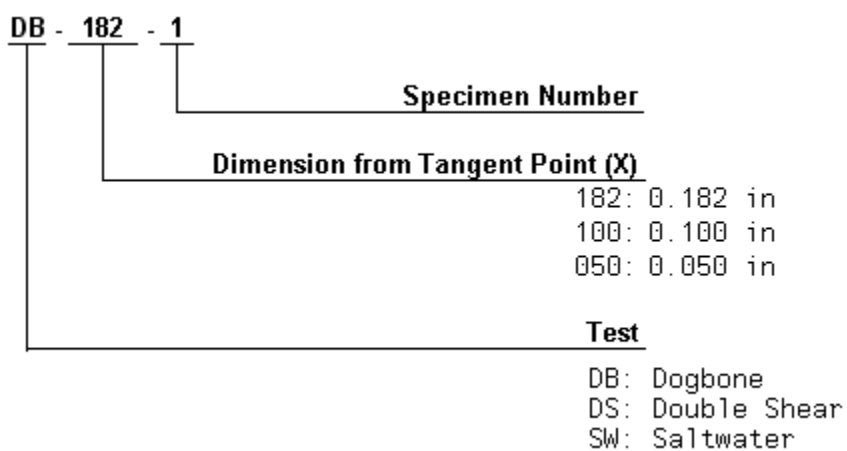 DB - 182 - 1
Specimen Number
Dimension from Tangent Point (X)
182: 0.182 in
100: 0.100 in
050: 0.050 in
Test
DB: Dogbone
DS: Double Shear
SW: Saltwater